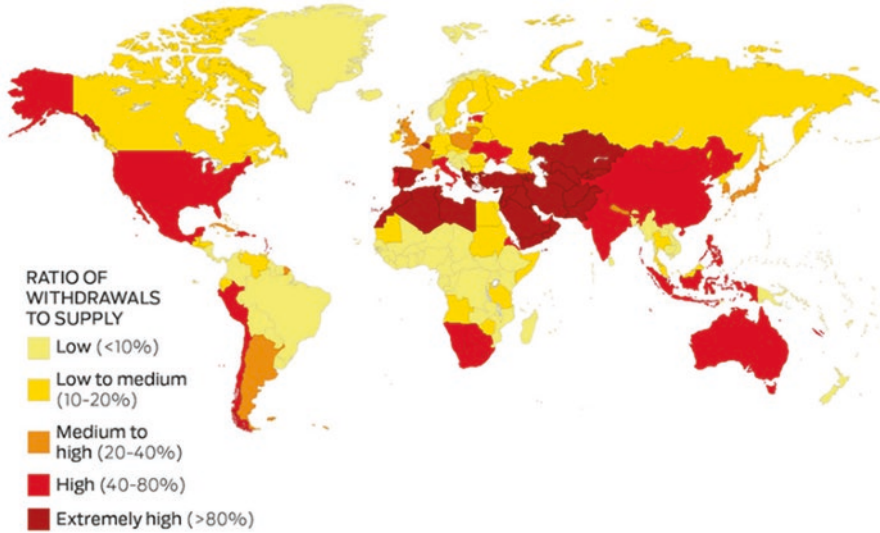 RATIO OF
WITHDRAWALS
TO SUPPLY
Low (<10%)
Low to medium
(10-20%)
Medium to
high (20-40%)
High (40-80%)
Extremely high (>80%)